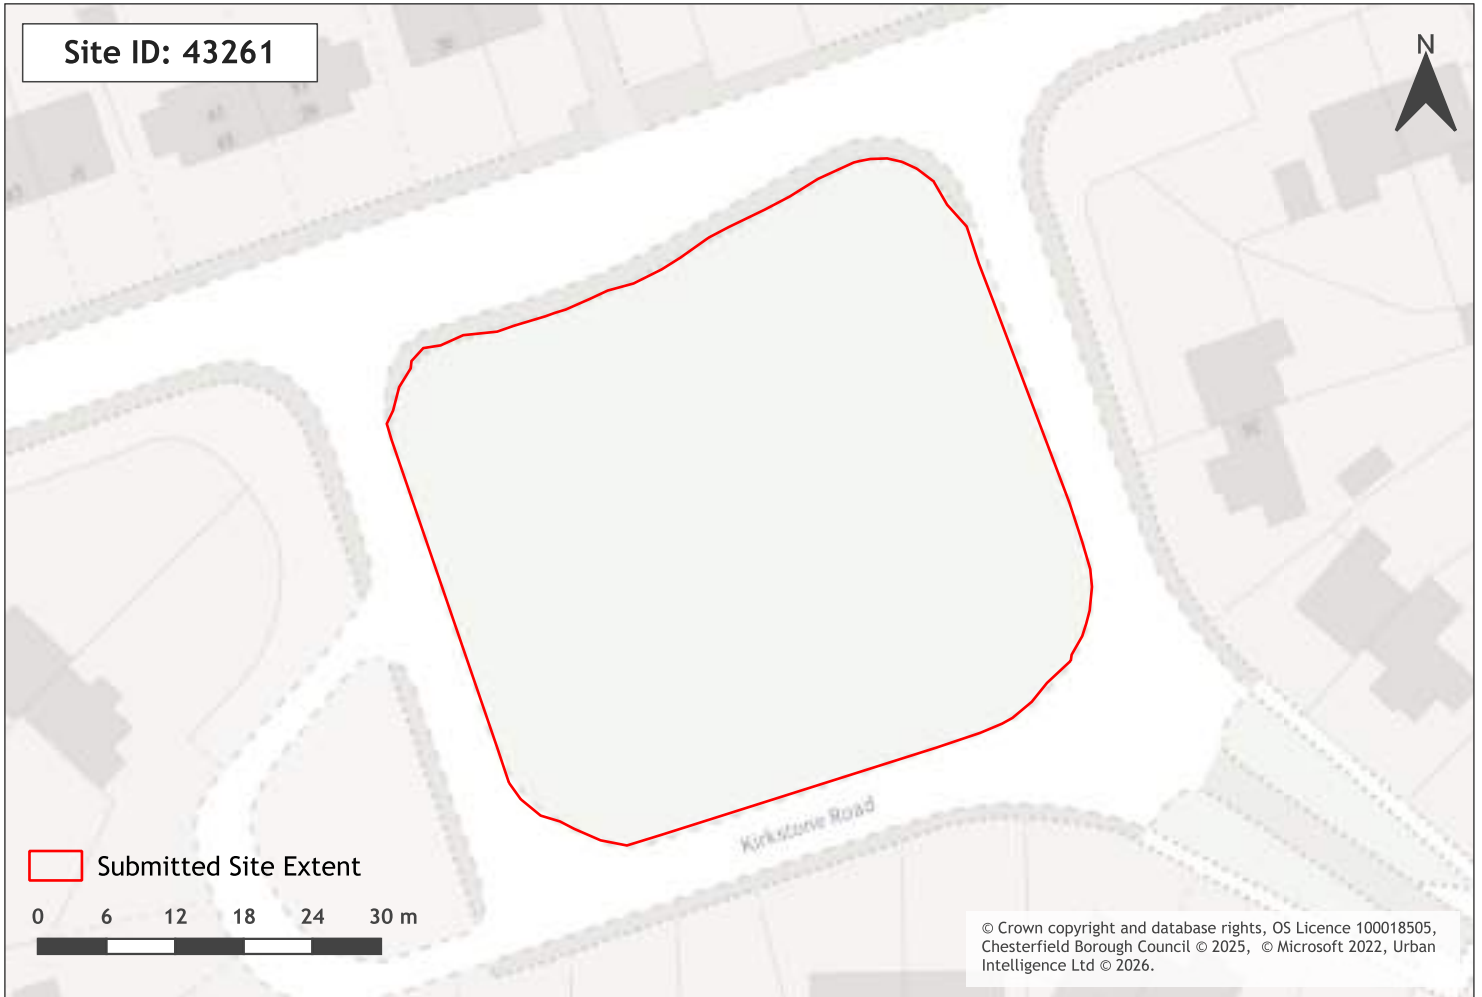 Site ID: 43261
N
Kirkstone Road
Submitted Site Extent
0 6 12 18 24 30 m
© Crown copyright and database rights, OS Licence 100018505,
Chesterfield Borough Council © 2025, © Microsoft 2022, Urban
Intelligence Ltd © 2026.